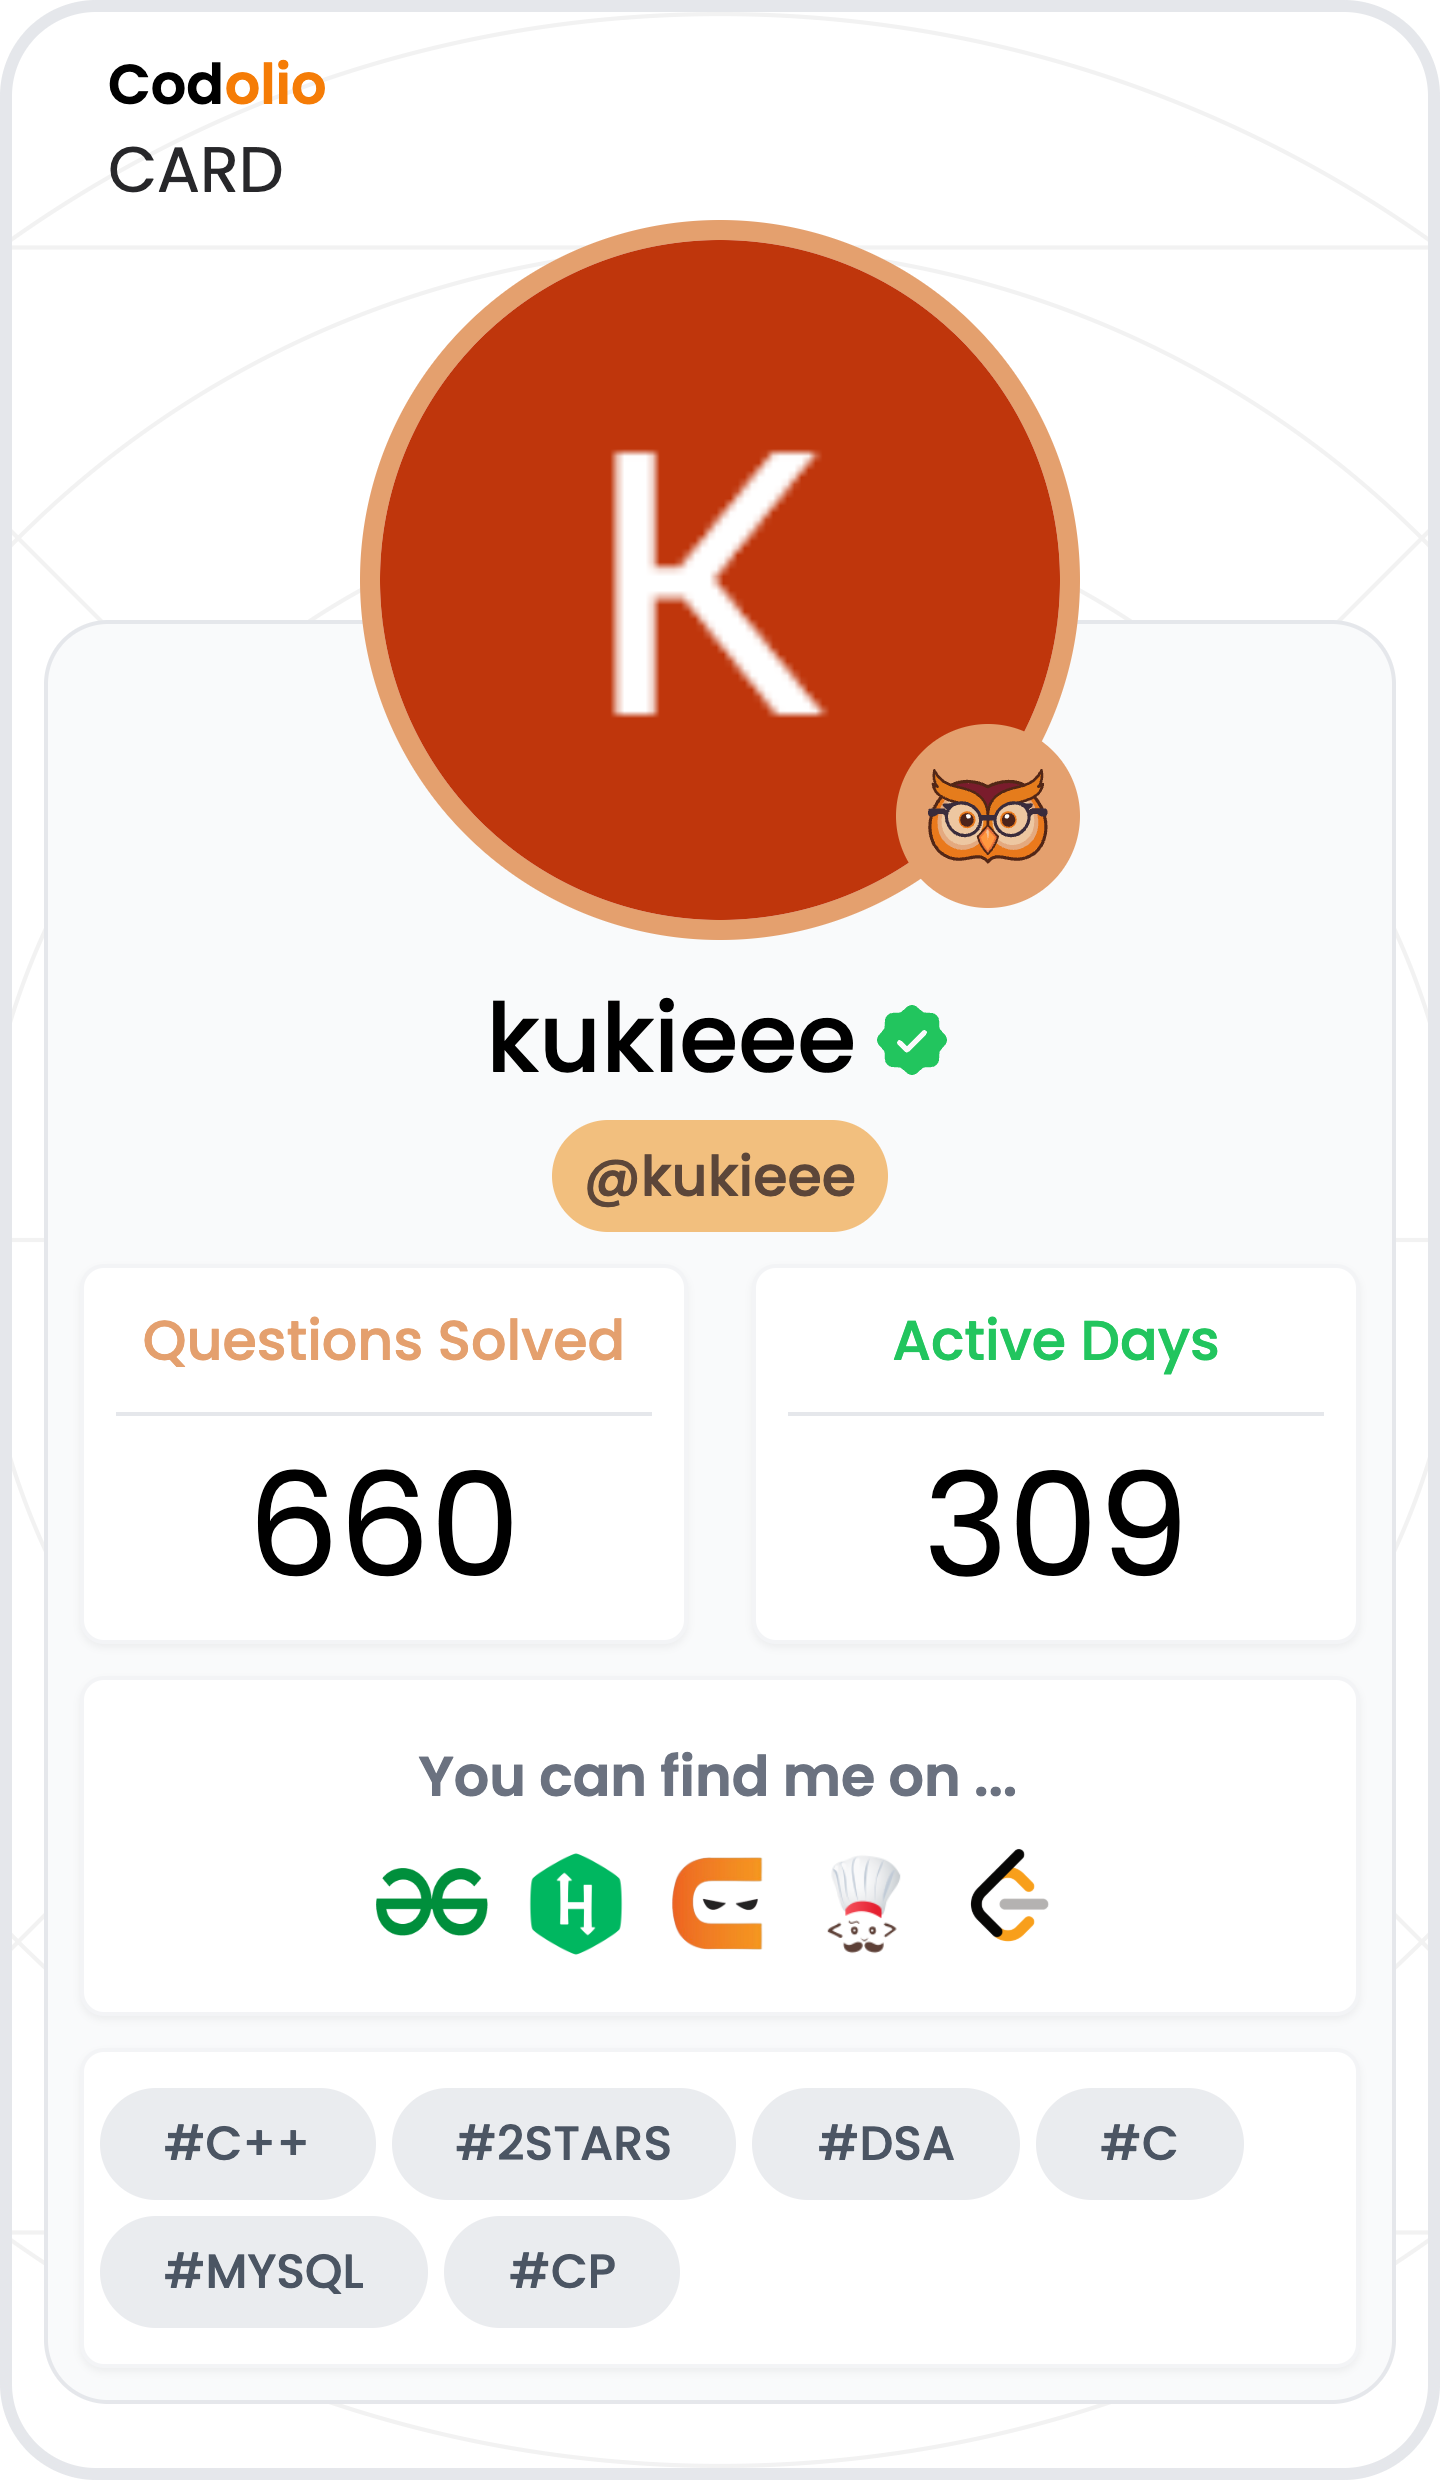 Codolio
CARD
K
kukieee
@kukieee
Questions Solved
Active Days
660
309
You can find me on ...
H
#C++ #2STARS #DSA #C
#MYSQL #CP